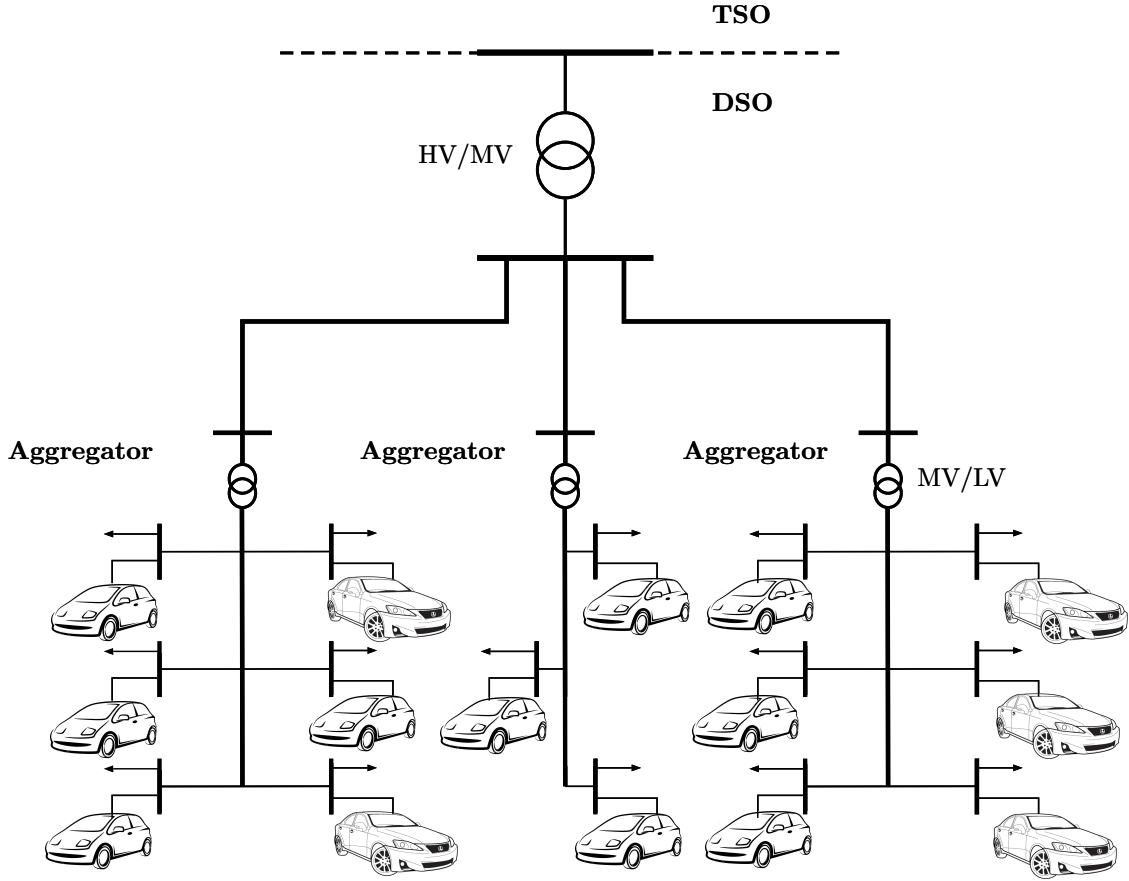 TSO
DSO
HV/MV
Aggregator
Aggregator
Aggregator
MV/LV